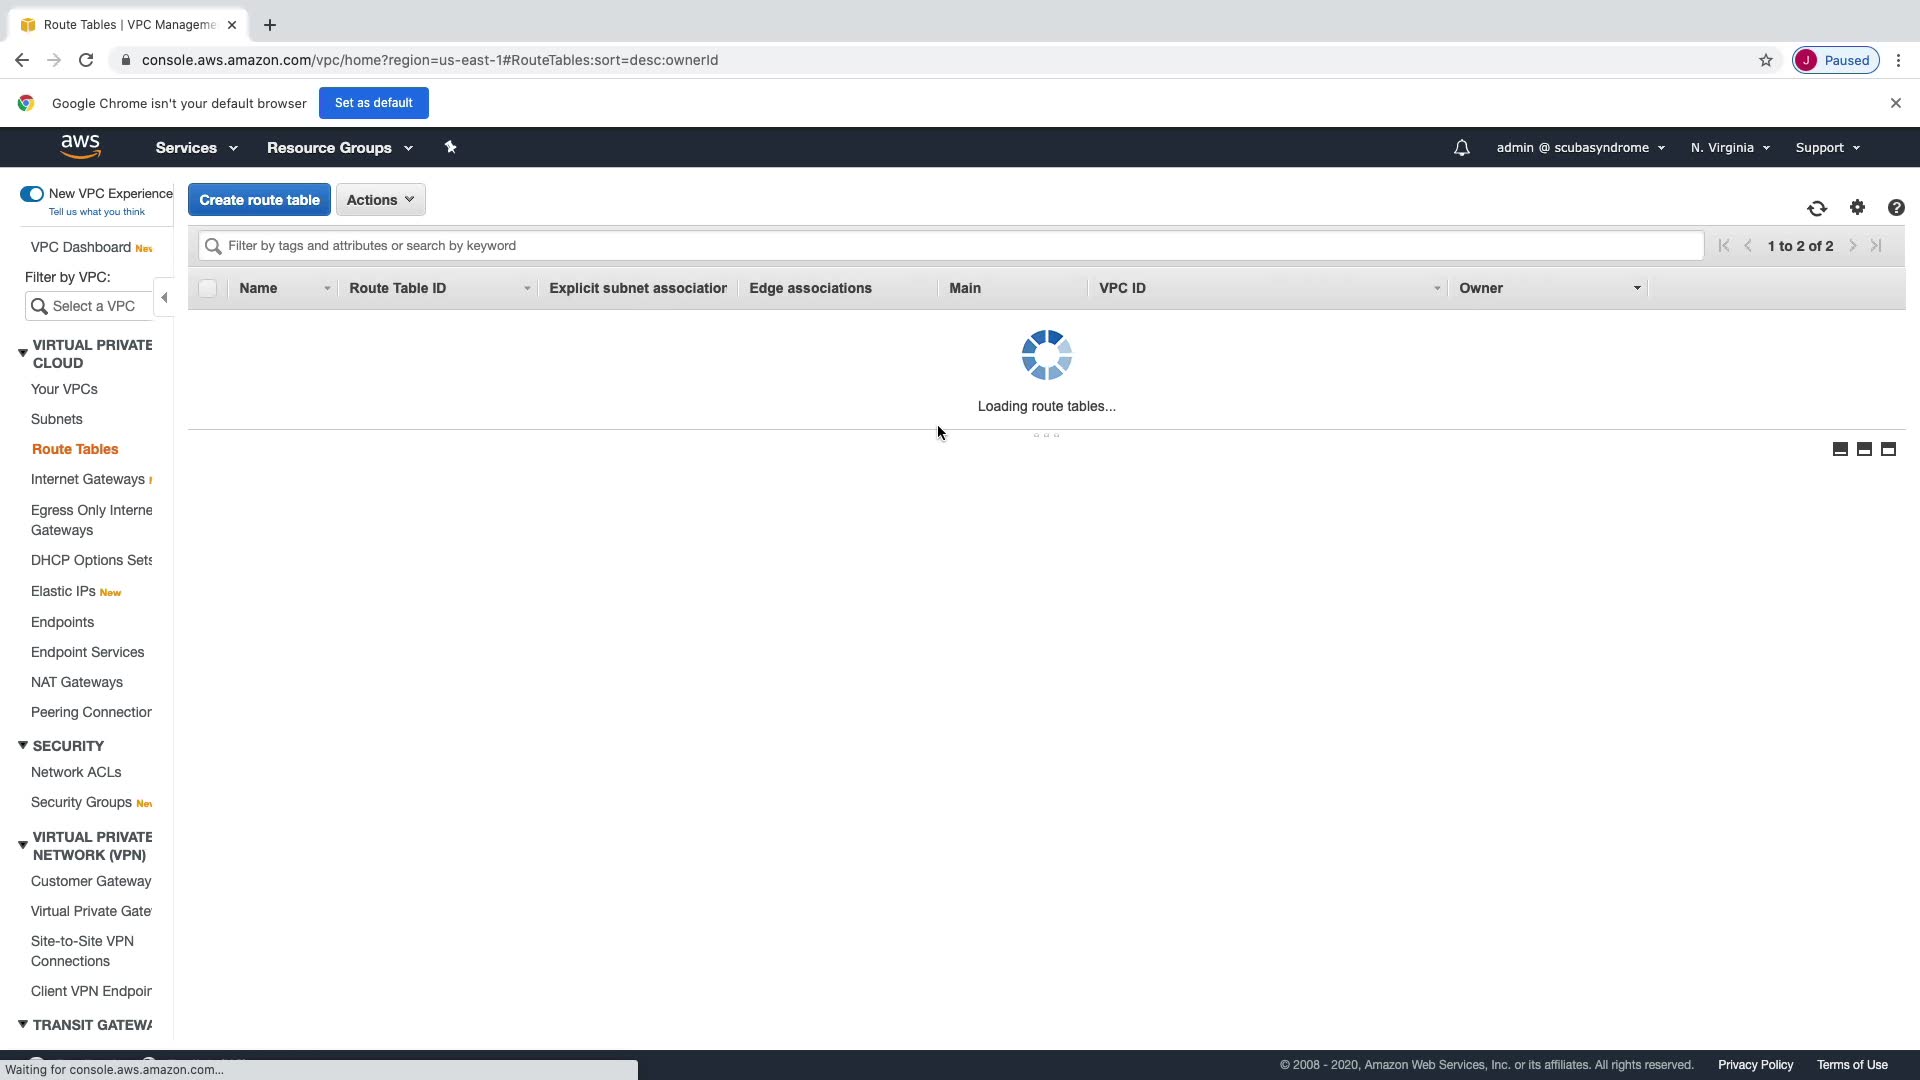 Route Tables | VPC Manageme
console.aws.amazon.com/vpc/home?region=us-east-1#RouteTables:sort=desc:ownerId
J Paused
Google Chrome isn't your default browser
Set as default
aws
Services
Resource Groups
admin @ scubasyndrome
N. Virginia
Support
New VPC Experience
Tell us what you think
Create route table
Actions
VPC Dashboard New
Filter by VPC:
Select a VPC
Filter by tags and attributes or search by keyword
1 to 2 of 2
Name
Route Table ID
Explicit subnet association
Edge associations
Main
VPC ID
Owner
Loading route tables...
VIRTUAL PRIVATE
CLOUD
Your VPCs
Subnets
Route Tables
Internet Gateways
Egress Only Interne
Gateways
DHCP Options Sets
Elastic IPs New
Endpoints
Endpoint Services
NAT Gateways
Peering Connection
SECURITY
Network ACLs
Security Groups New
VIRTUAL PRIVATE
NETWORK (VPN)
Customer Gateway
Virtual Private Gate
Site-to-Site VPN
Connections
Client VPN Endpoin
TRANSIT GATEWA
Waiting for console.aws.amazon.com...
© 2008 - 2020, Amazon Web Services, Inc. or its affiliates. All rights reserved.
Privacy Policy
Terms of Use